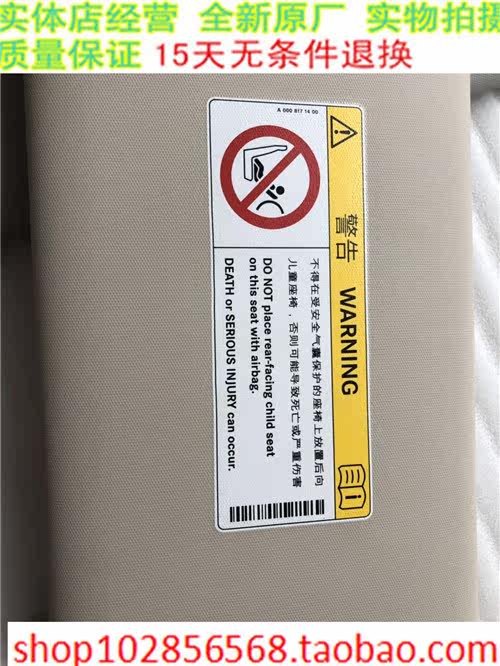 实体店经营 全新原厂 实物拍摄
质量保证 15天无条件退换
A 000 817 14 00
警告 WARNING
不得在受安全气囊保护的座椅上放置后向
儿童座椅，否则可能导致死亡或严重伤害
DO NOT place rear-facing child seat
on this seat with airbag.
DEATH or SERIOUS INJURY can occur.
shop102856568.taobao.com